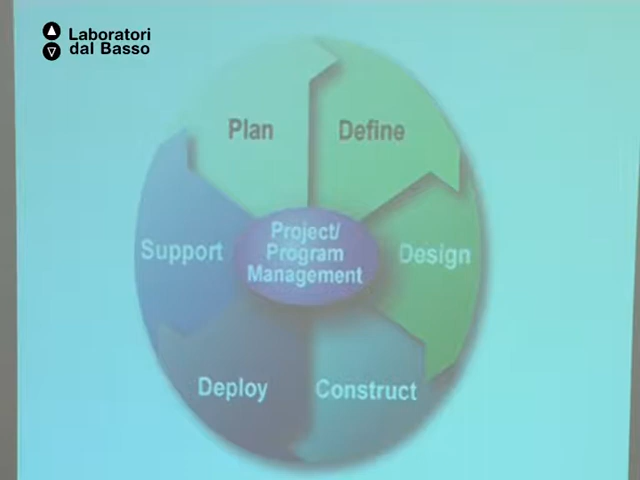 Laboratori
dal Basso
Plan
Define
Support
Project/
Program
Management
Design
Deploy
Construct